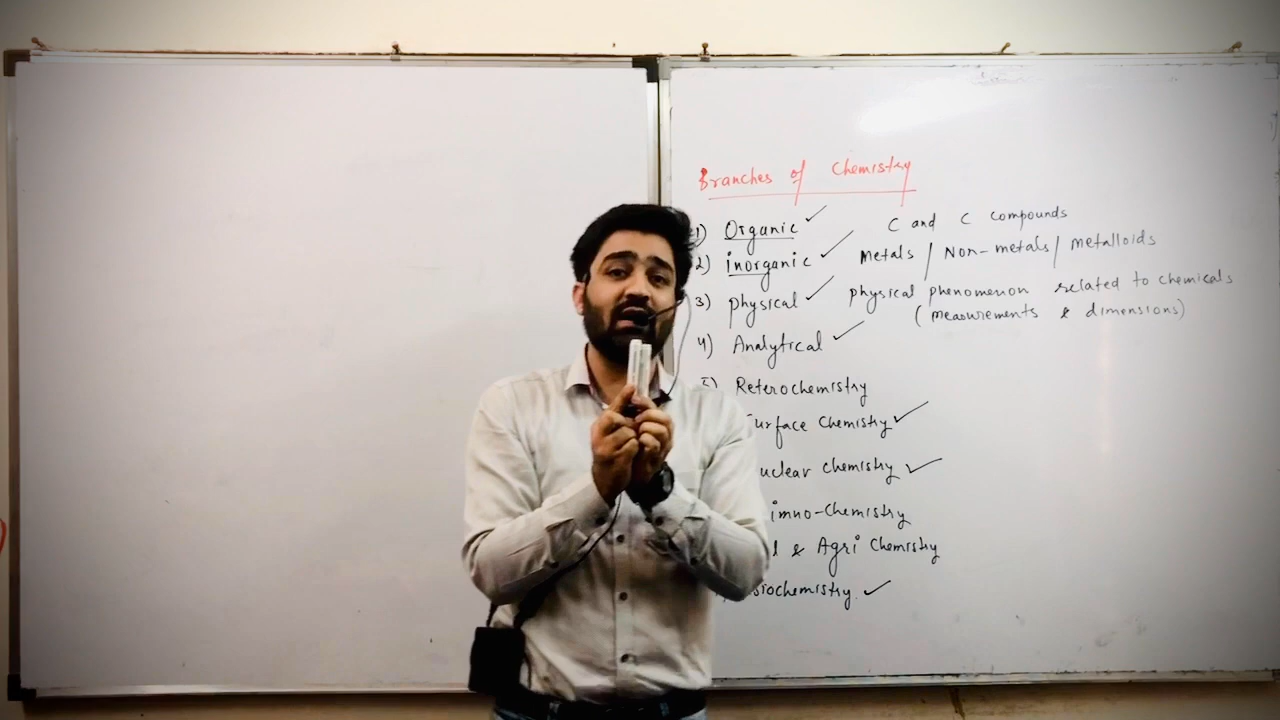 Branches of Chemistry
1) Organic ✓ C and C compounds
2) inorganic ✓ Metals / Non-metals / Metalloids
3) physical ✓ physical phenomenon related to chemicals
(measurements & dimensions)
4) Analytical ✓
5) Reterochemistry
urface Chemistry ✓
uclear Chemistry ✓
imno-Chemistry
l & Agri Chemistry
iochemistry. ✓